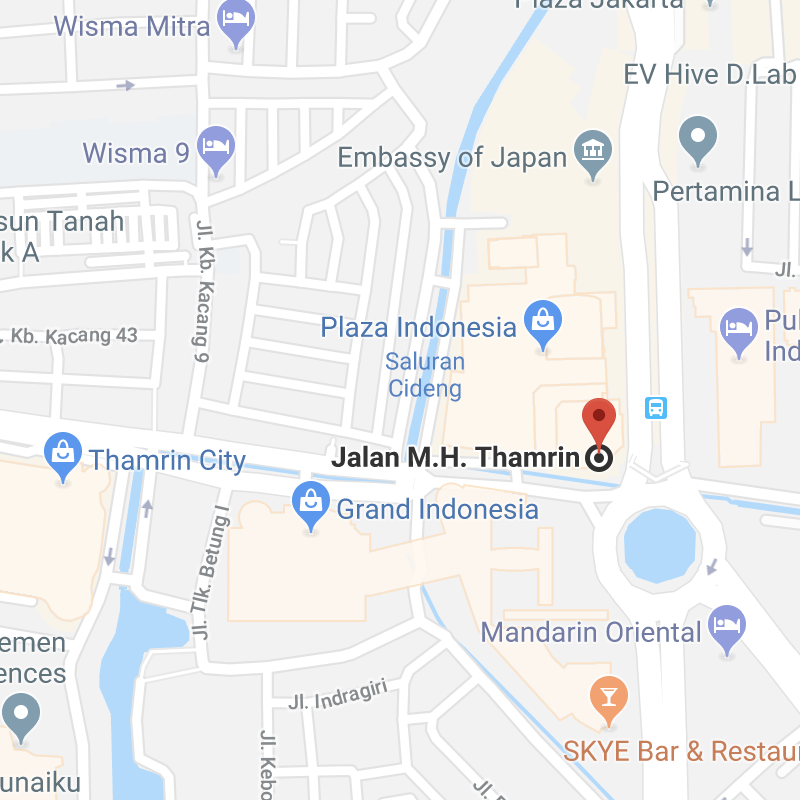 Plaza Jakarta
Wisma Mitra
EV Hive D.Lab
Wisma 9
Embassy of Japan
Pertamina L
sun Tanah
k A
Jl. Kb. Kacang 9
Jl.
Plaza Indonesia
Pul
Ind
Kb. Kacang 43
Saluran
Cideng
Jalan M.H. Thamrin
Thamrin City
Grand Indonesia
Jl. Tlk. Betung I
Mandarin Oriental
emen
ences
Jl. Indragiri
Jl. Kebo
SKYE Bar & Restau
unaiku
Jl.